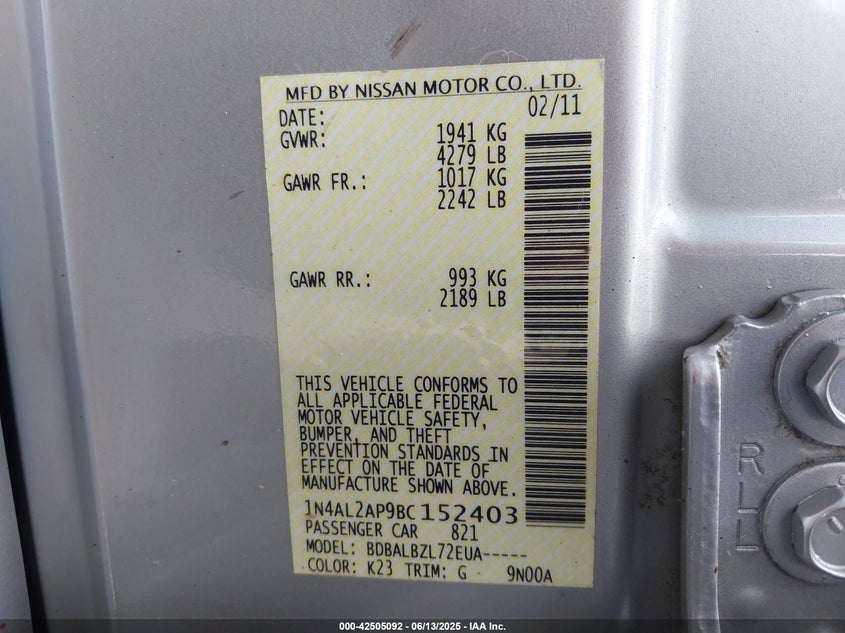 MFD BY NISSAN MOTOR CO., LTD.
DATE: 02/11
GVWR: 1941 KG
4279 LB
GAWR FR.: 1017 KG
2242 LB
GAWR RR.: 993 KG
2189 LB
THIS VEHICLE CONFORMS TO
ALL APPLICABLE FEDERAL
MOTOR VEHICLE SAFETY,
BUMPER, AND THEFT
PREVENTION STANDARDS IN
EFFECT ON THE DATE OF
MANUFACTURE SHOWN ABOVE.
1N4AL2AP9BC152403
PASSENGER CAR 821
MODEL: BDBALBZL72EUA-----
COLOR: K23 TRIM: G 9N00A
RLL
000-42505092 - 06/13/2025 - IAA Inc.